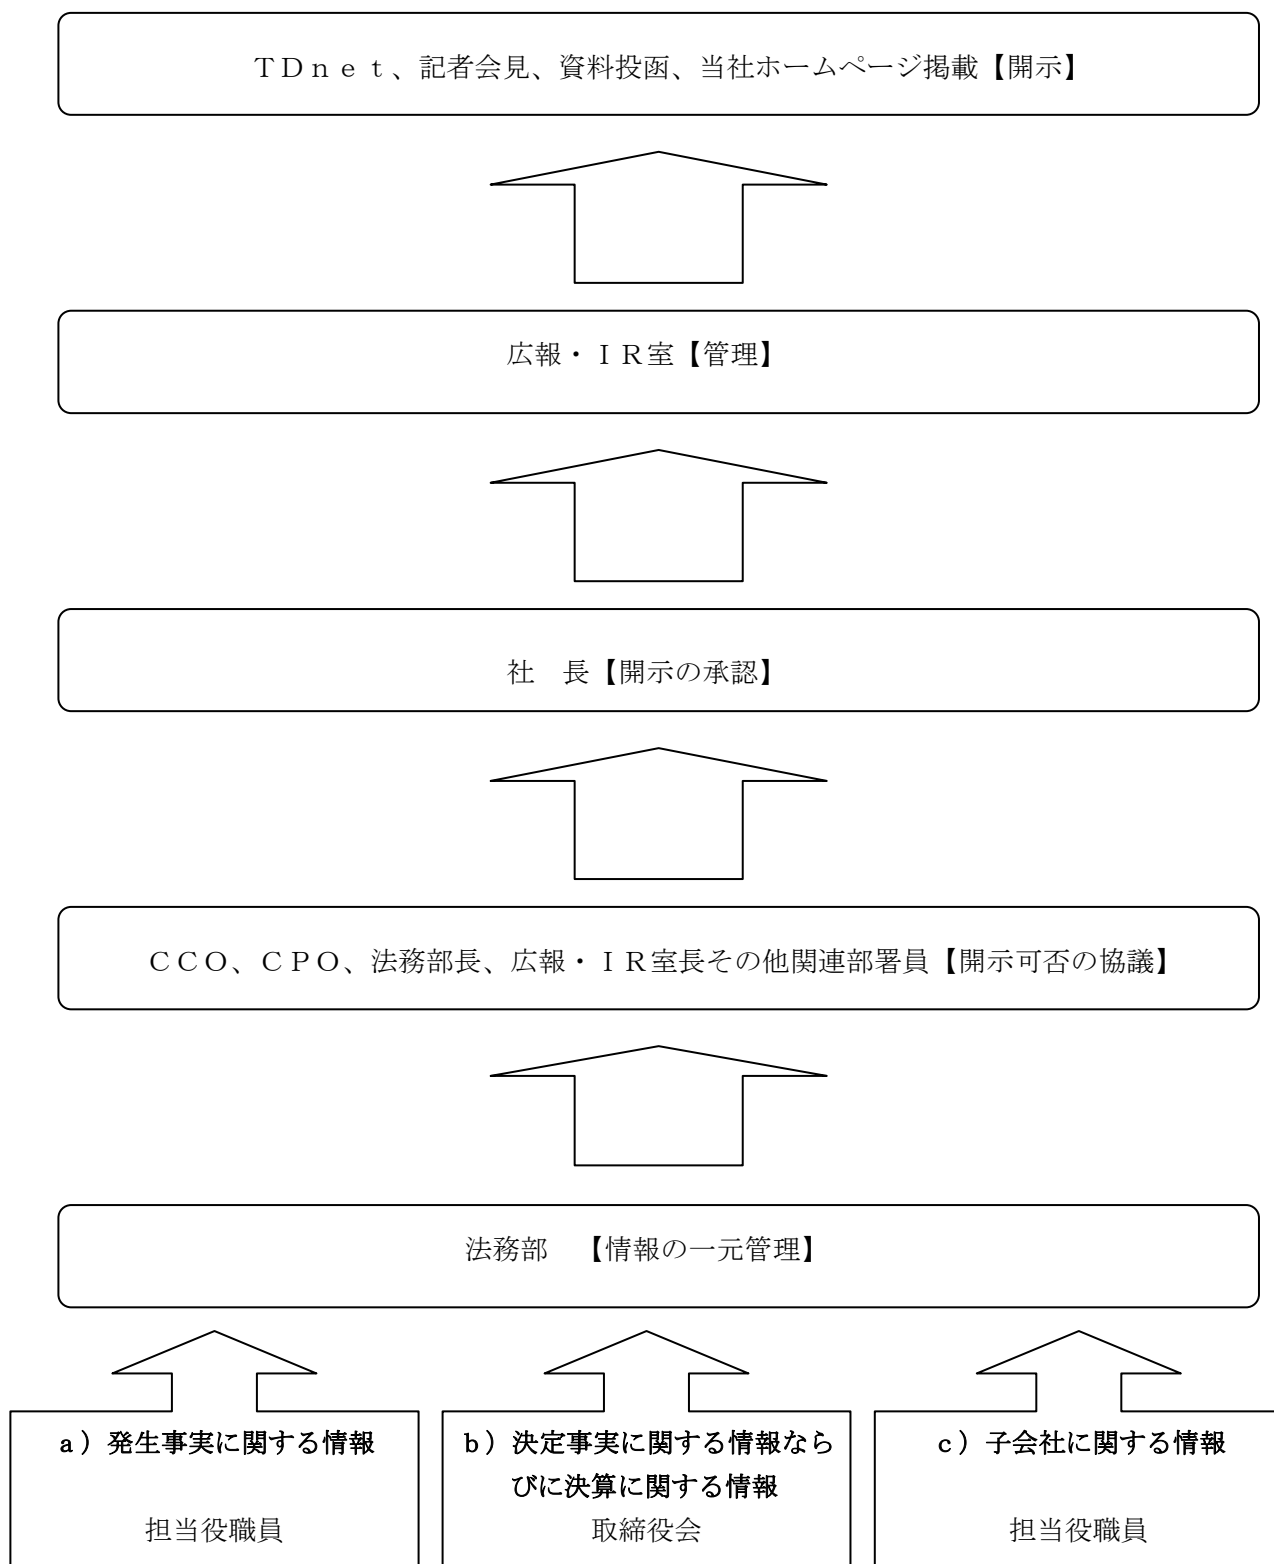 ＴＤｎｅｔ、記者会見、資料投函、当社ホームページ掲載【開示】
広報・ＩＲ室【管理】
社　長【開示の承認】
ＣＣＯ、ＣＰＯ、法務部長、広報・ＩＲ室長その他関連部署員【開示可否の協議】
法務部　【情報の一元管理】
ａ）発生事実に関する情報
担当役職員
ｂ）決定事実に関する情報なら
びに決算に関する情報
取締役会
ｃ）子会社に関する情報
担当役職員